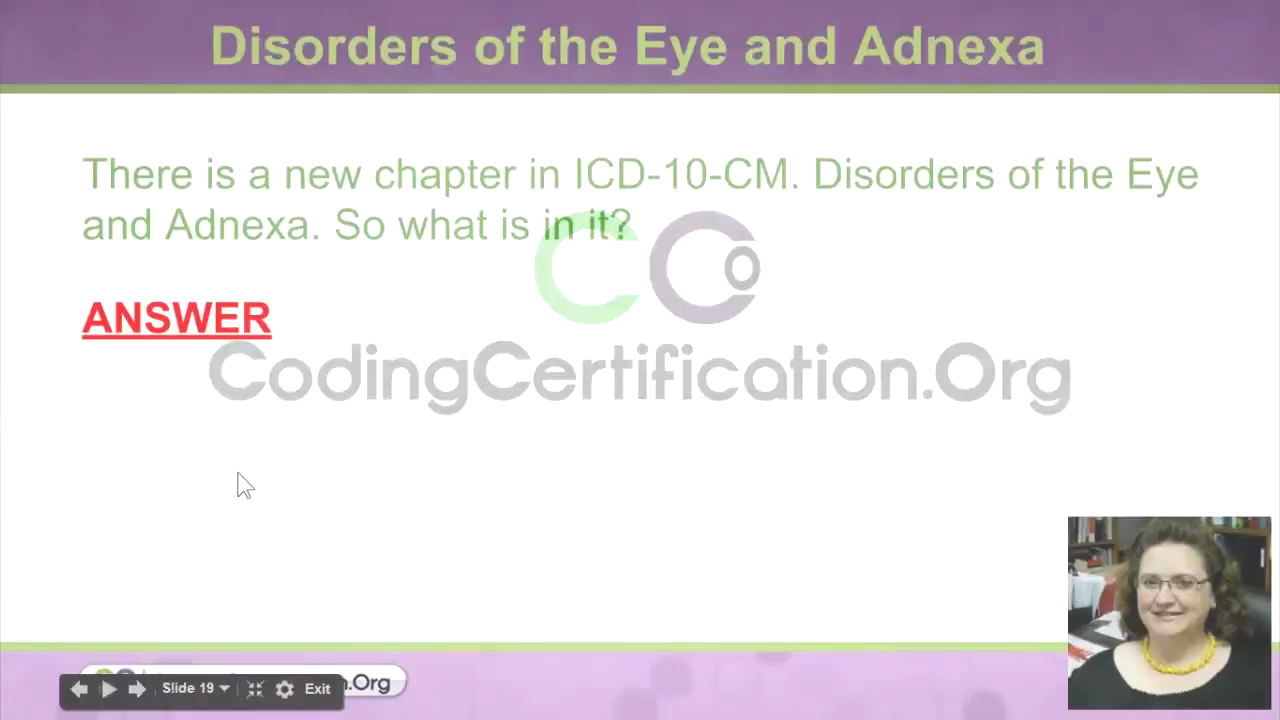 Disorders of the Eye and Adnexa
There is a new chapter in ICD-10-CM. Disorders of the Eye
and Adnexa. So what is in it?
ANSWER
CodingCertification.Org
n.Org
Slide 19
Exit